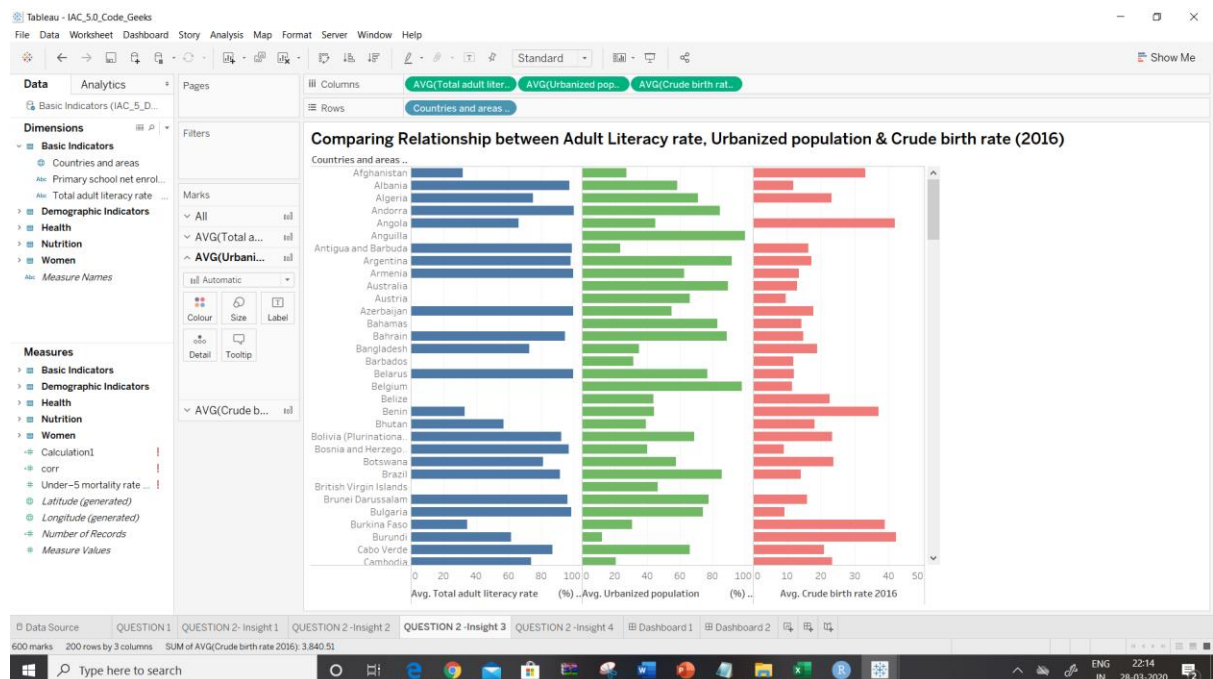 Tableau - IAC_5.0_Code_Geeks
File Data Worksheet Dashboard Story Analysis Map Format Server Window Help
Standard
Show Me
Data Analytics
Basic Indicators (IAC_5_D...
Dimensions
Basic Indicators
Countries and areas
Abc Primary school net enrol...
Abc Total adult literacy rate ...
Demographic Indicators
Health
Nutrition
Women
Abc Measure Names
Measures
Basic Indicators
Demographic Indicators
Health
Nutrition
Women
Calculation1 !
corr !
Under-5 mortality rate ... !
Latitude (generated)
Longitude (generated)
Number of Records
Measure Values
Pages
Filters
Marks
All
AVG(Total a...
AVG(Urbani...
Automatic
Colour Size Label
Detail Tooltip
AVG(Crude b...
Columns AVG(Total adult liter.. AVG(Urbanized pop.. AVG(Crude birth rat..
Rows Countries and areas ..
Comparing Relationship between Adult Literacy rate, Urbanized population & Crude birth rate (2016)
Countries and areas ..
Afghanistan
Albania
Algeria
Andorra
Angola
Anguilla
Antigua and Barbuda
Argentina
Armenia
Australia
Austria
Azerbaijan
Bahamas
Bahrain
Bangladesh
Barbados
Belarus
Belgium
Belize
Benin
Bhutan
Bolivia (Plurinationa..
Bosnia and Herzego..
Botswana
Brazil
British Virgin Islands
Brunei Darussalam
Bulgaria
Burkina Faso
Burundi
Cabo Verde
Cambodia
0 20 40 60 80 100 0 20 40 60 80 100 0 10 20 30 40 50
Avg. Total adult literacy rate (%) .. Avg. Urbanized population (%) .. Avg. Crude birth rate 2016
Data Source QUESTION 1 QUESTION 2- Insight 1 QUESTION 2 -Insight 2 QUESTION 2 -Insight 3 QUESTION 2 -Insight 4 Dashboard 1 Dashboard 2
600 marks 200 rows by 3 columns SUM of AVG(Crude birth rate 2016): 3,840.51
Type here to search
ENG 22:14
IN 28-03-2020